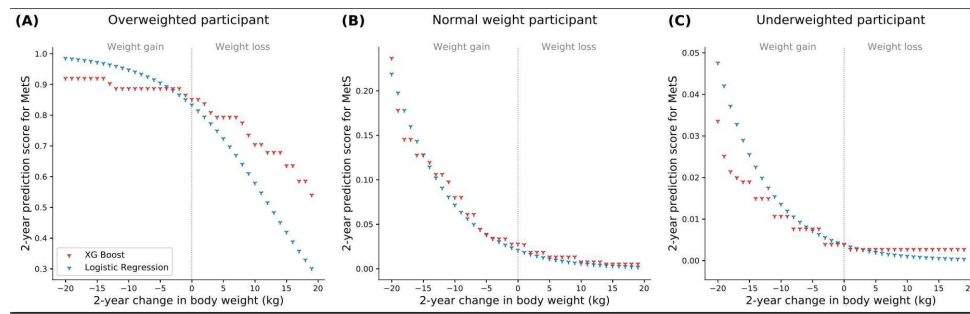 (A) Overweighted participant
Weight gain Weight loss
2-year prediction score for MetS
1.0
0.9
0.8
0.7
0.6
0.5
0.4
0.3
XG Boost
Logistic Regression
−20 −15 −10 −5 0 5 10 15 20
2-year change in body weight (kg)
(B) Normal weight participant
Weight gain Weight loss
2-year prediction score for MetS
0.20
0.15
0.10
0.05
0.00
−20 −15 −10 −5 0 5 10 15 20
2-year change in body weight (kg)
(C) Underweighted participant
Weight gain Weight loss
2-year prediction score for MetS
0.05
0.04
0.03
0.02
0.01
0.00
−20 −15 −10 −5 0 5 10 15
2-year change in body weight (kg)